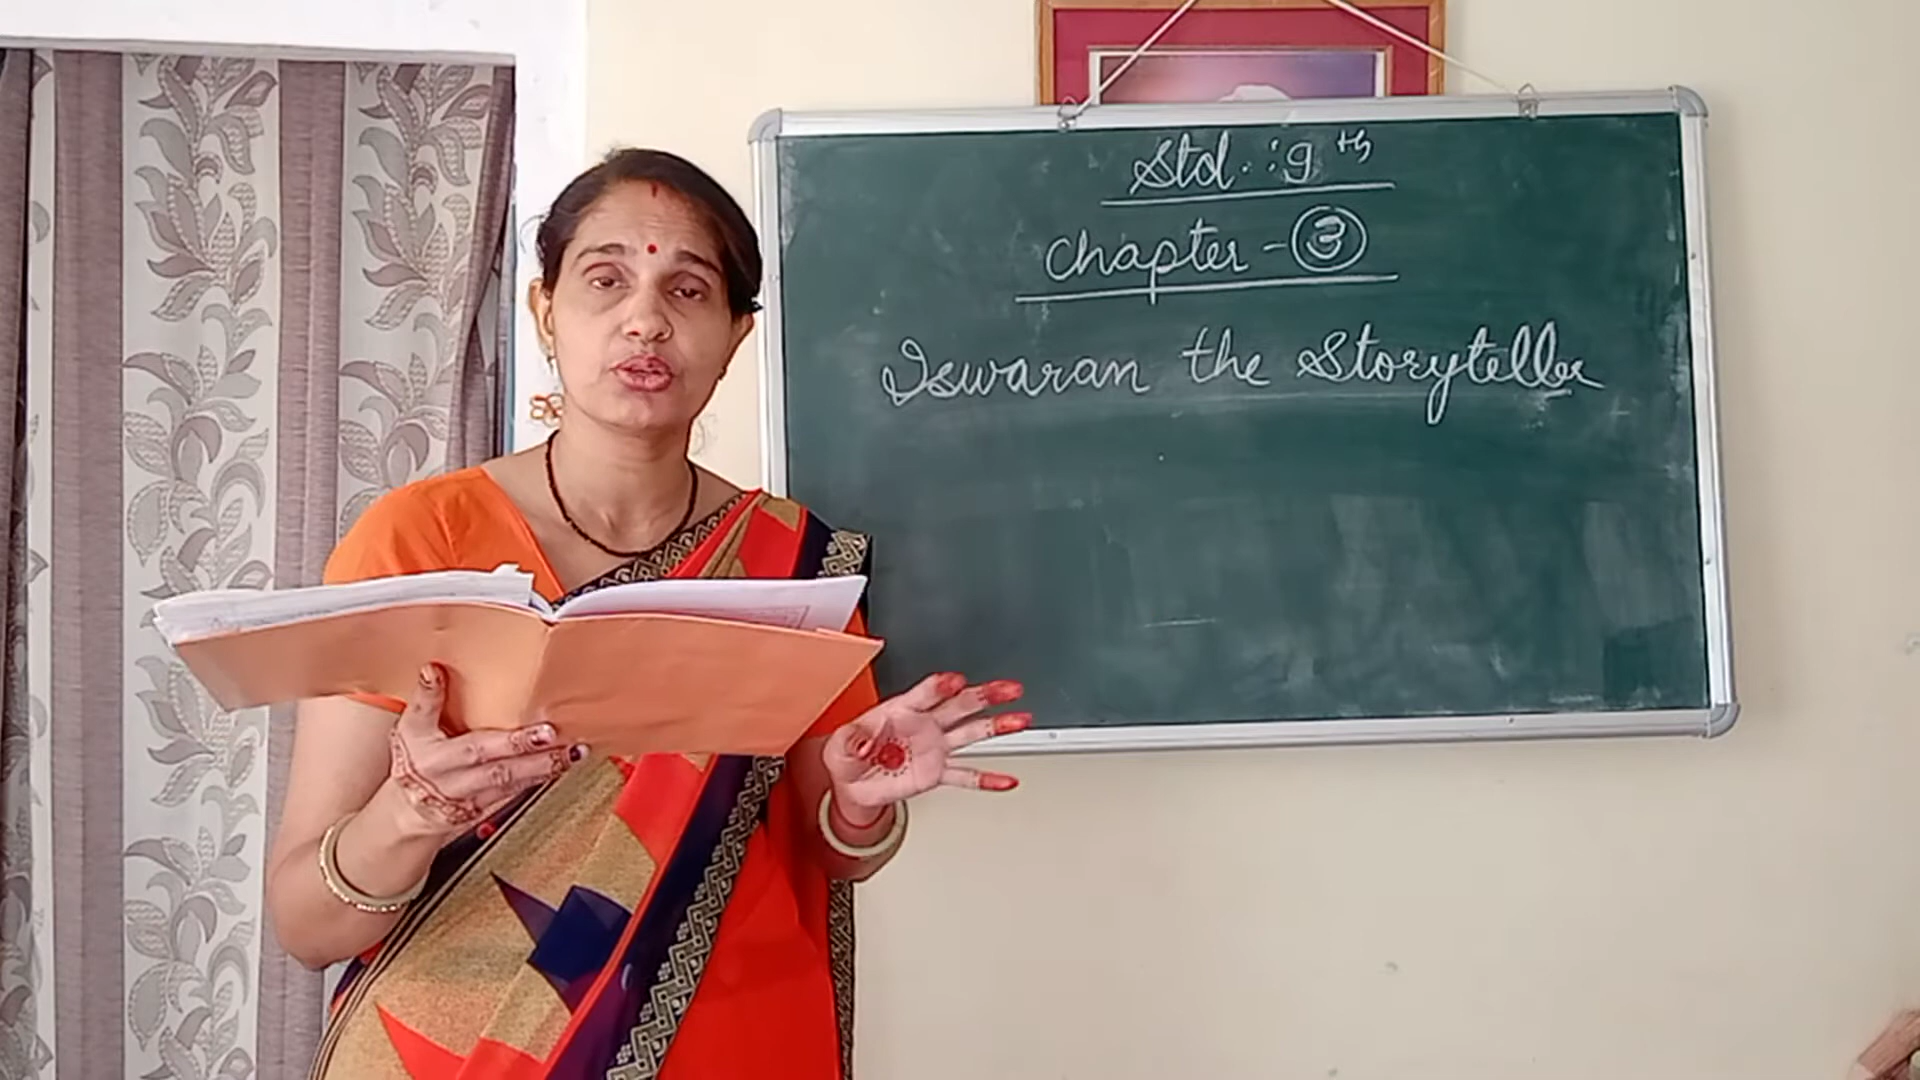 Std. : 9th
Chapter - 3
Iswaran the Storyteller